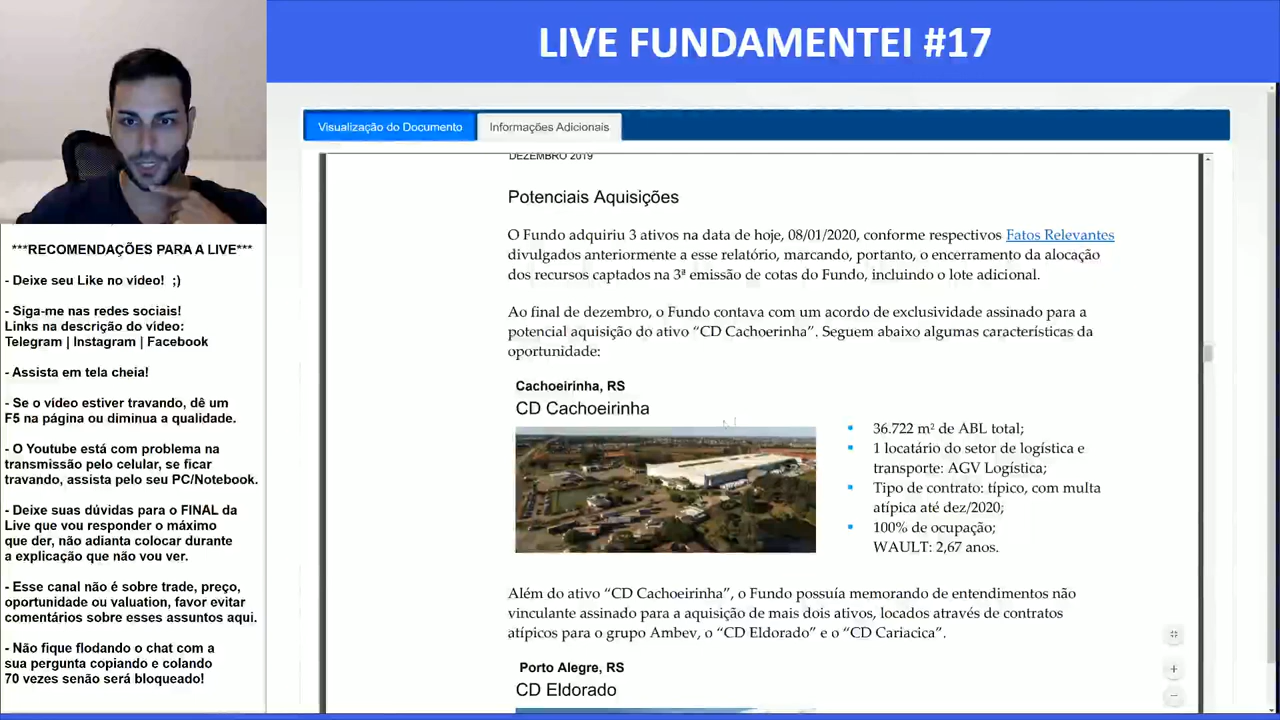 LIVE FUNDAMENTEI #17
Visualização do Documento
Informações Adicionais
DEZEMBRO 2019
Potenciais Aquisições
O Fundo adquiriu 3 ativos na data de hoje, 08/01/2020, conforme respectivos Fatos Relevantes
divulgados anteriormente a esse relatório, marcando, portanto, o encerramento da alocação
dos recursos captados na 3ª emissão de cotas do Fundo, incluindo o lote adicional.
Ao final de dezembro, o Fundo contava com um acordo de exclusividade assinado para a
potencial aquisição do ativo “CD Cachoerinha”. Seguem abaixo algumas características da
oportunidade:
Cachoeirinha, RS
CD Cachoeirinha
▪ 36.722 m² de ABL total;
▪ 1 locatário do setor de logística e
transporte: AGV Logística;
▪ Tipo de contrato: típico, com multa
atípica até dez/2020;
▪ 100% de ocupação;
WAULT: 2,67 anos.
Além do ativo “CD Cachoeirinha”, o Fundo possuía memorando de entendimentos não
vinculante assinado para a aquisição de mais dois ativos, locados através de contratos
atípicos para o grupo Ambev, o “CD Eldorado” e o “CD Cariacica”.
Porto Alegre, RS
CD Eldorado
***RECOMENDAÇÕES PARA A LIVE***
- Deixe seu Like no vídeo! ;)
- Siga-me nas redes sociais!
Links na descrição do vídeo:
Telegram | Instagram | Facebook
- Assista em tela cheia!
- Se o vídeo estiver travando, dê um
F5 na página ou diminua a qualidade.
- O Youtube está com problema na
transmissão pelo celular, se ficar
travando, assista pelo seu PC/Notebook.
- Deixe suas dúvidas para o FINAL da
Live que vou responder o máximo
que der, não adianta colocar durante
a explicação que não vou ver.
- Esse canal não é sobre trade, preço,
oportunidade ou valuation, favor evitar
comentários sobre esses assuntos aqui.
- Não fique flodando o chat com a
sua pergunta copiando e colando
70 vezes senão será bloqueado!